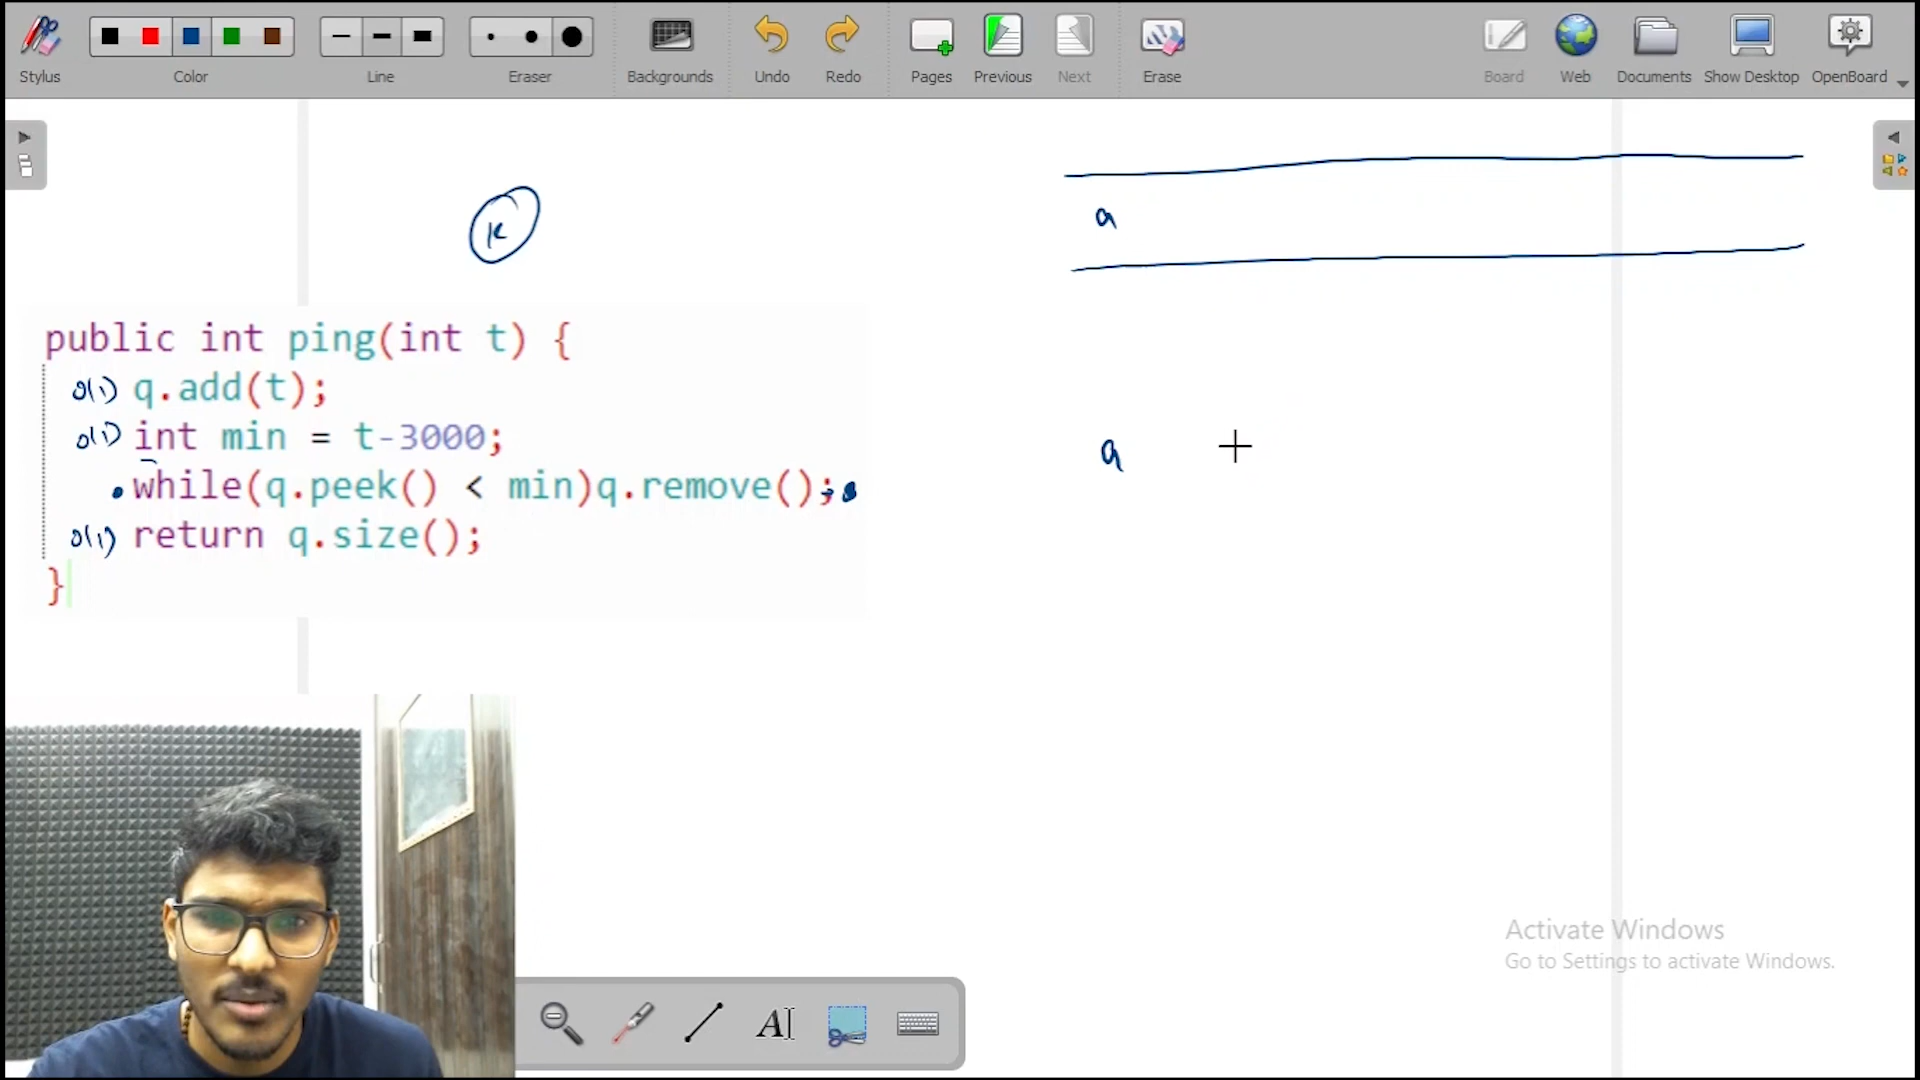 Stylus
Color
Line
Eraser
Backgrounds
Undo
Redo
Pages
Previous
Next
Erase
Board
Web
Documents
Show Desktop
OpenBoard
K
a
public int ping(int t) {
O(1) q.add(t);
O(1) int min = t-3000;
while(q.peek() < min)q.remove();
O(1) return q.size();
}
a
Activate Windows
Go to Settings to activate Windows.
A